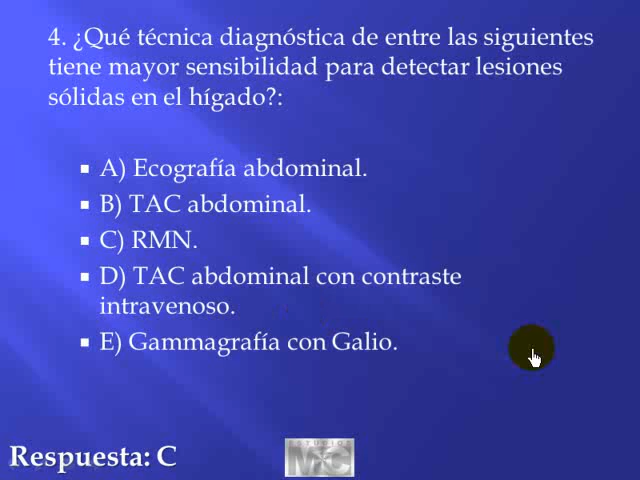 4. ¿Qué técnica diagnóstica de entre las siguientes
tiene mayor sensibilidad para detectar lesiones
sólidas en el hígado?:
A) Ecografía abdominal.
B) TAC abdominal.
C) RMN.
D) TAC abdominal con contraste
intravenoso.
E) Gammagrafía con Galio.
Respuesta: C
ESTUDIOS
MC